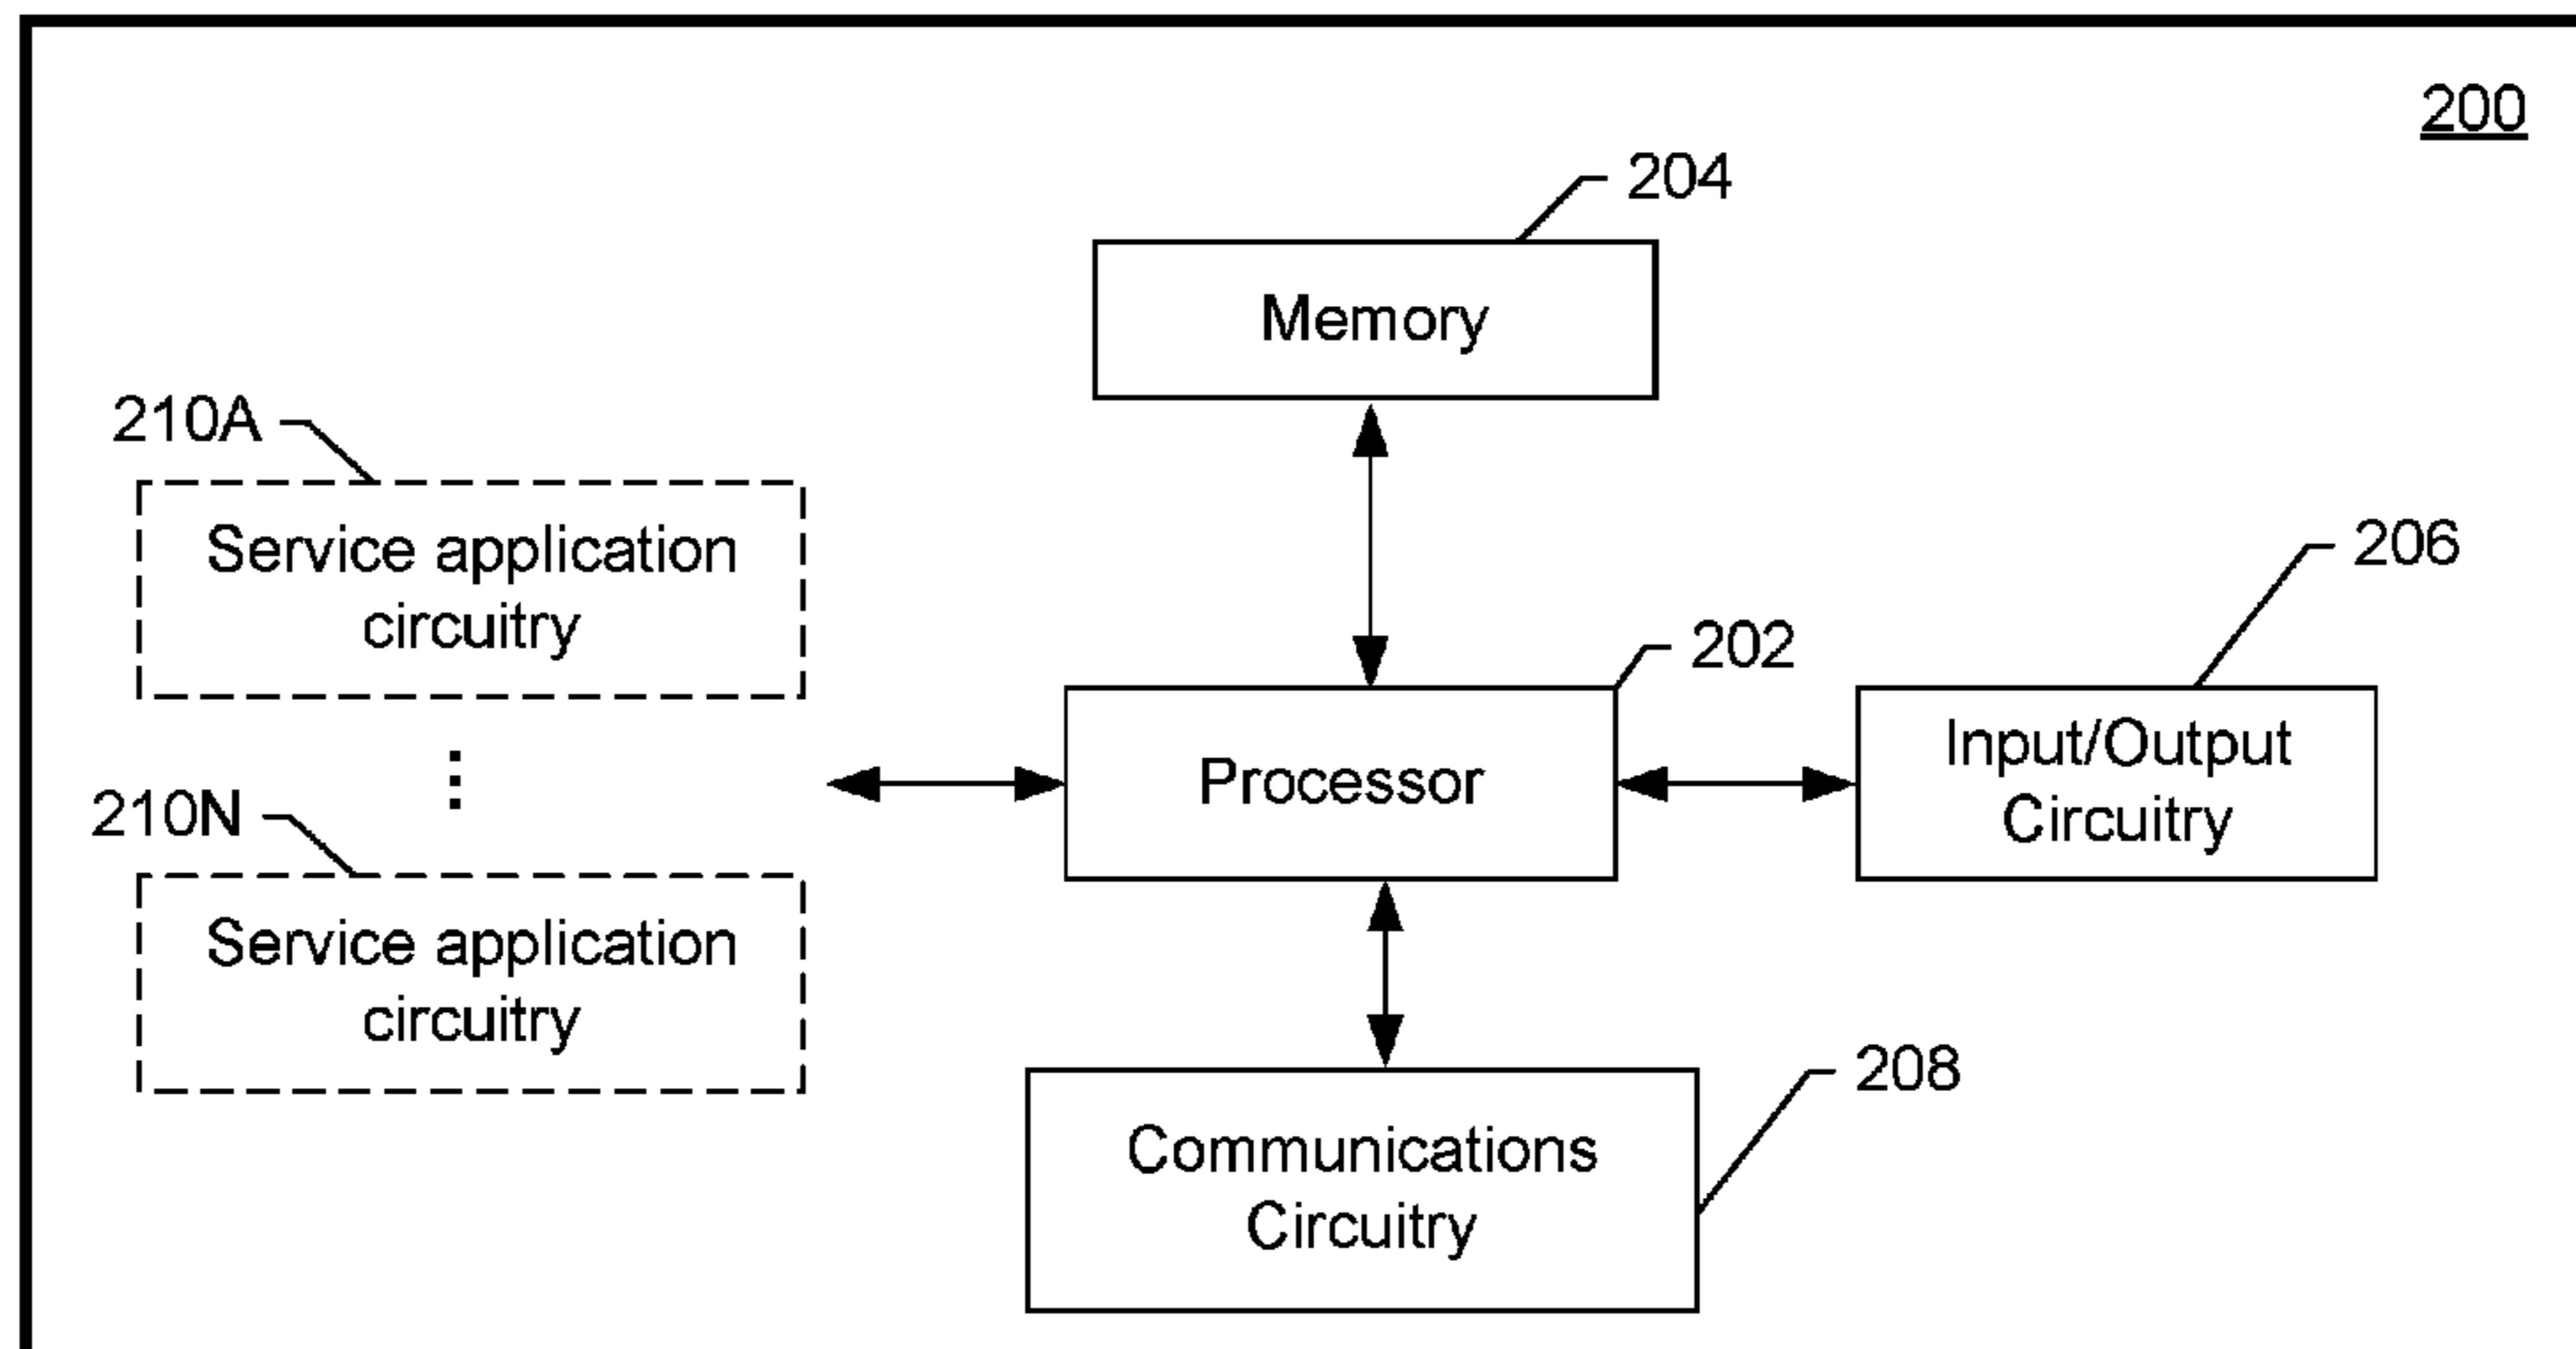 200
204
Memory
210A
Service application
circuitry
206
202
Input/Output
Circuitry
Processor
⋮
210N
Service application
circuitry
208
Communications
Circuitry